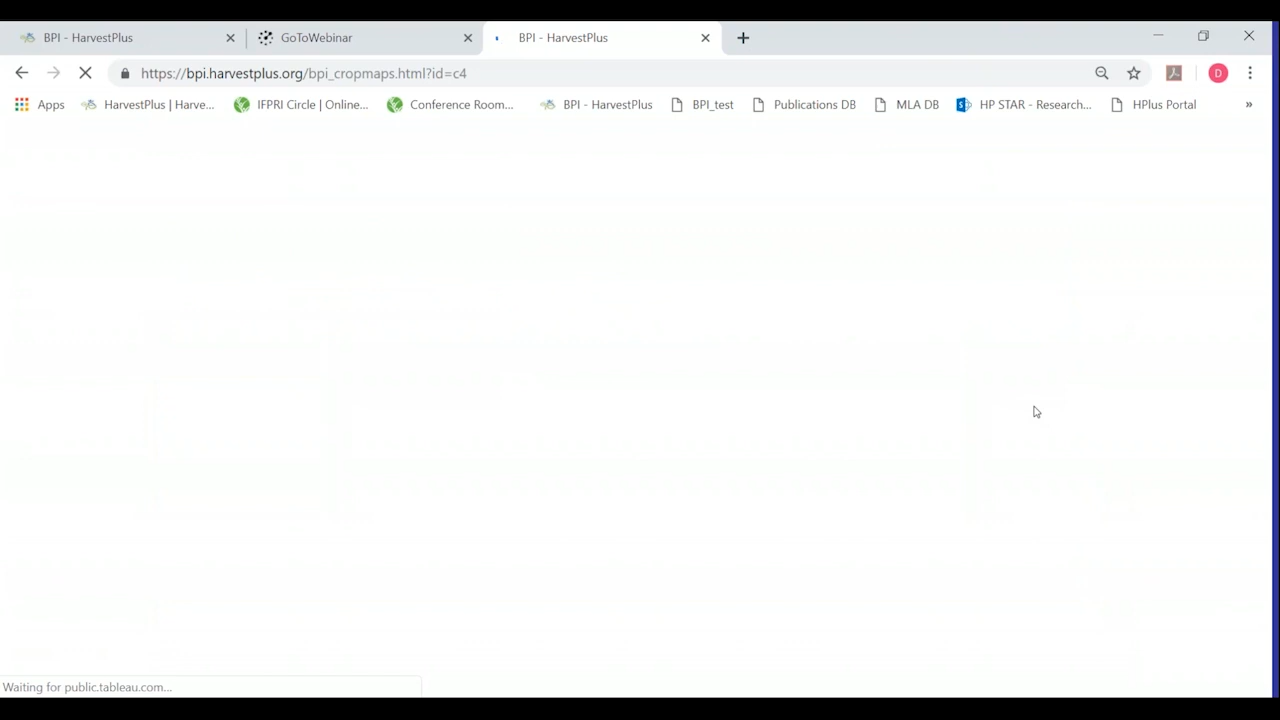 BPI - HarvestPlus
GoToWebinar
BPI - HarvestPlus
https://bpi.harvestplus.org/bpi_cropmaps.html?id=c4
D
Apps
HarvestPlus | Harve...
IFPRI Circle | Online...
Conference Room...
BPI - HarvestPlus
BPI_test
Publications DB
MLA DB
S
HP STAR - Research...
HPlus Portal
»
Waiting for public.tableau.com...